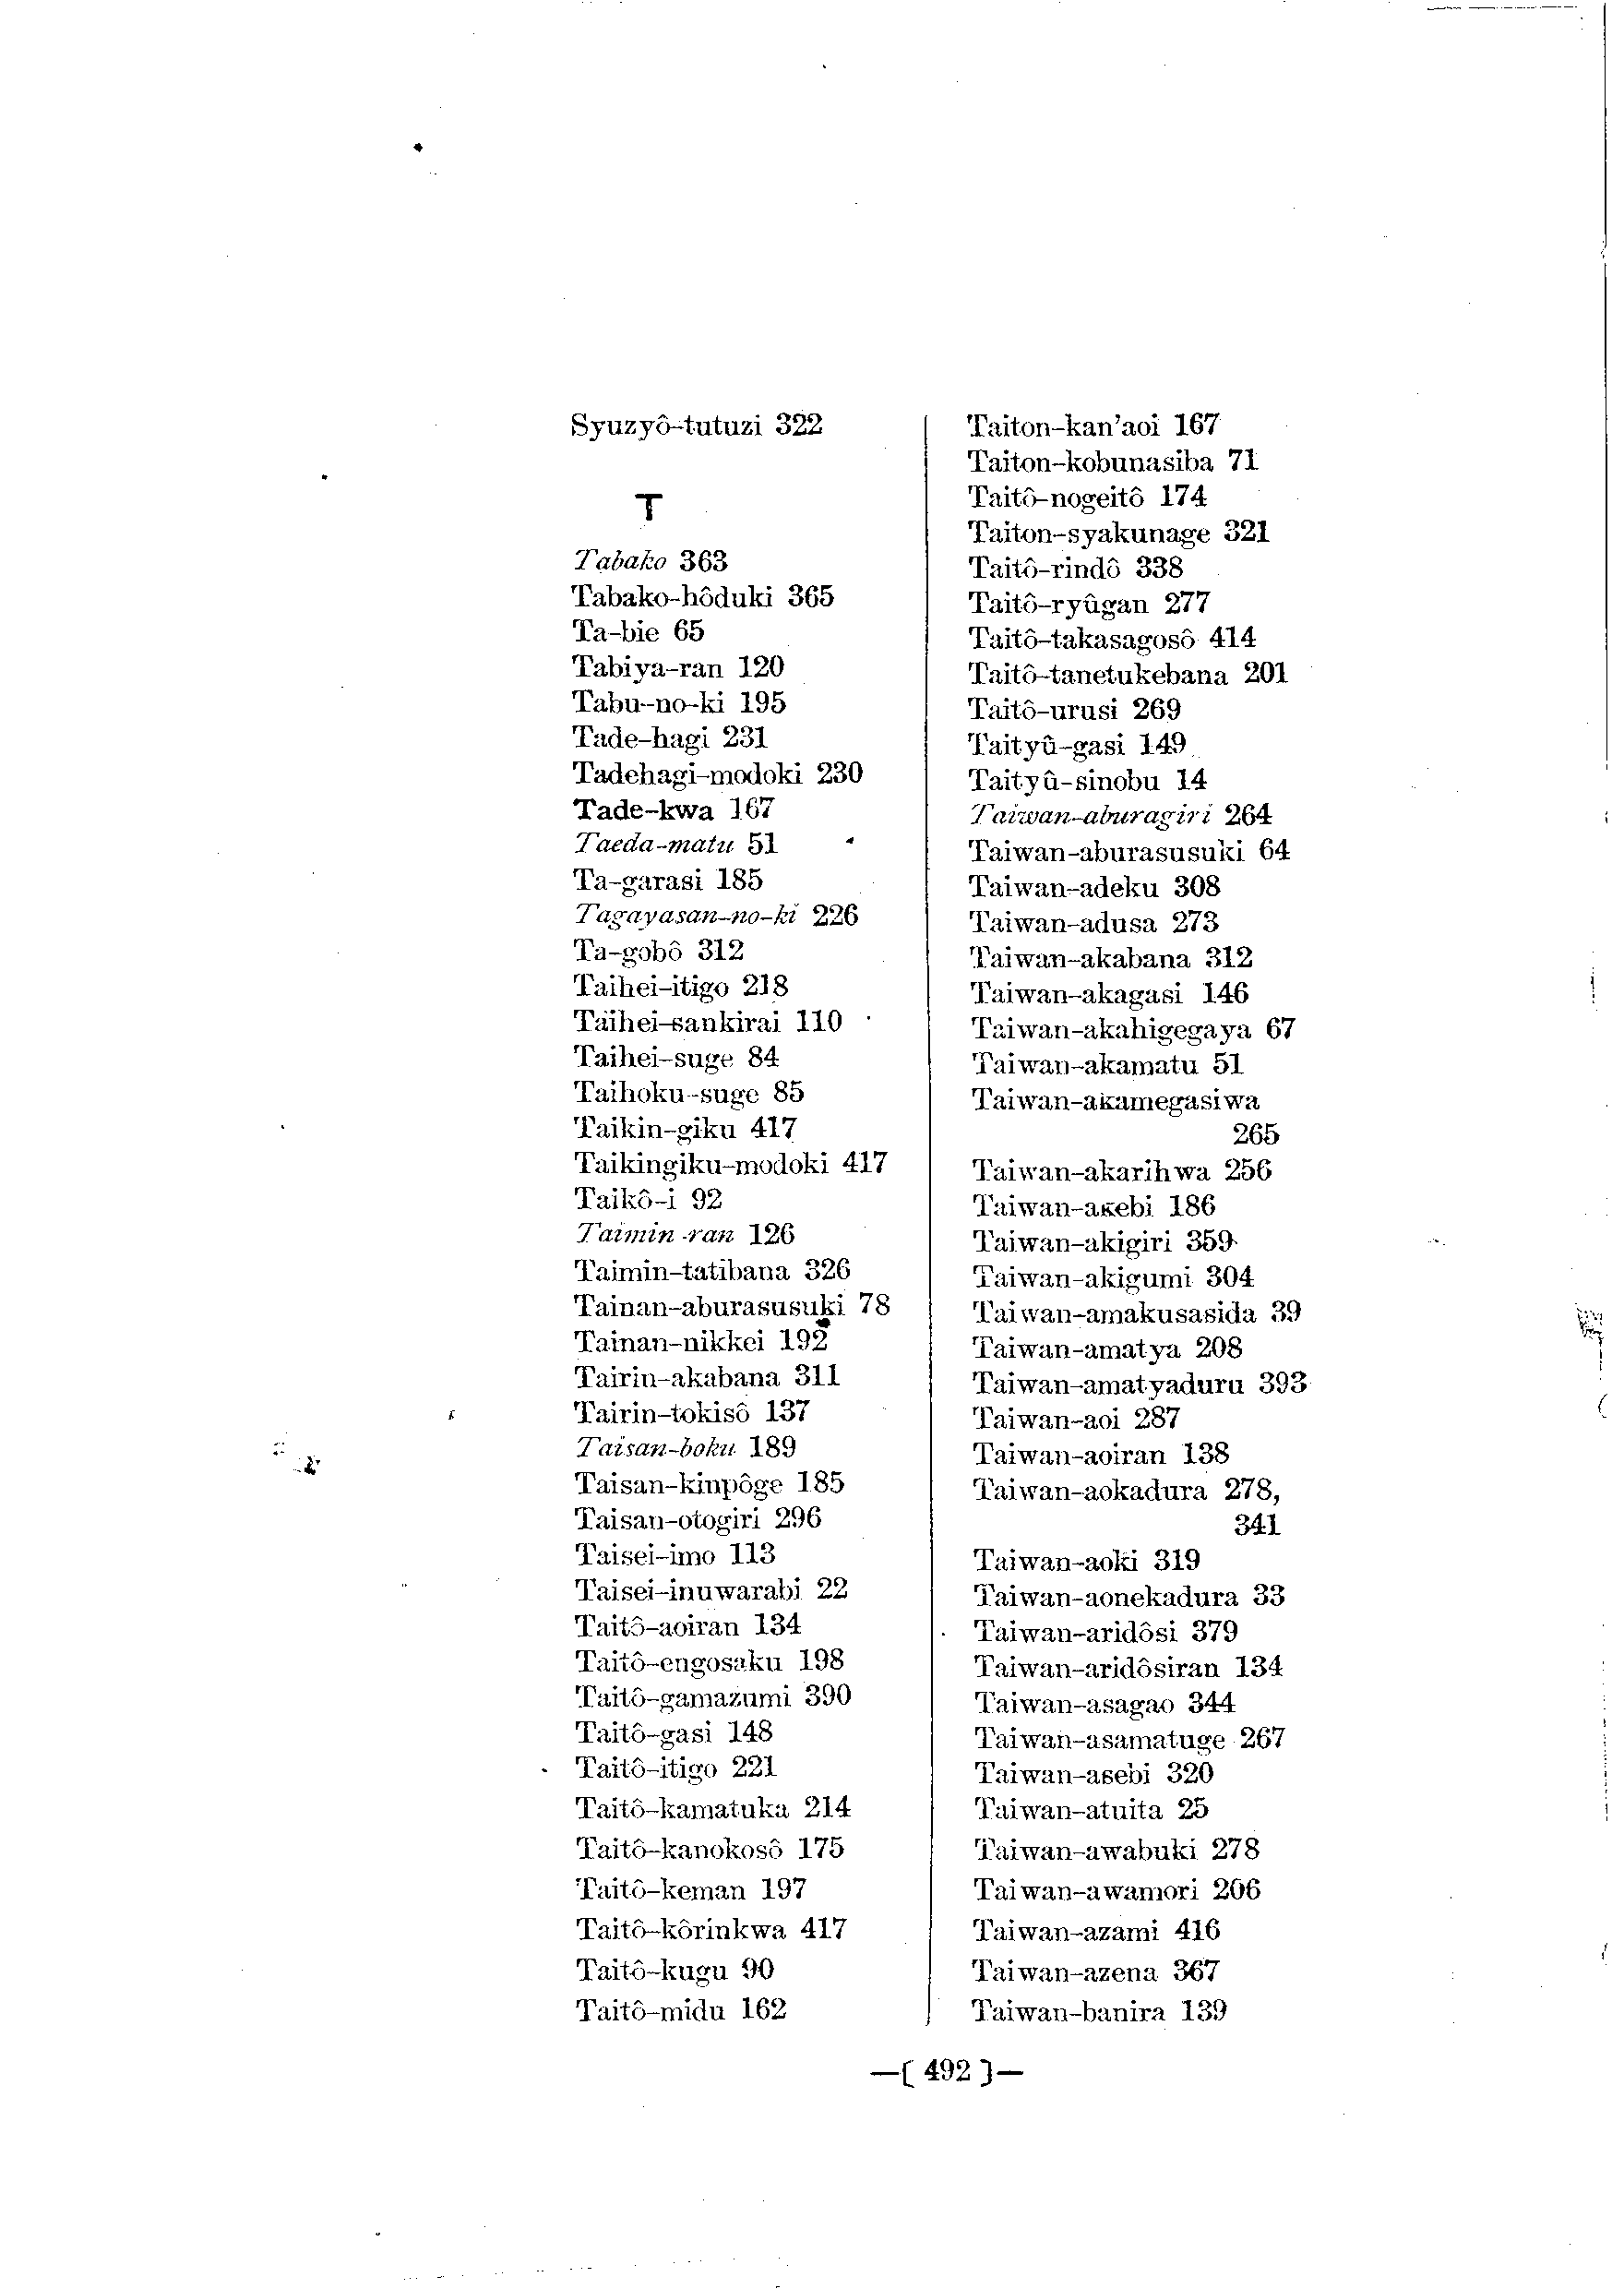 Syuzyô-tutuzi 322
T
Tabako 363
Tabako-hôduki 365
Ta-bie 65
Tabiya-ran 120
Tabu-no-ki 195
Tade-hagi 231
Tadehagi-modoki 230
Tade-kwa 167
Taeda-matu 51
Ta-garasi 185
Tagayasan-no-ki 226
Ta-gobô 312
Taihei-itigo 218
Taihei-sankirai 110
Taihei-suge 84
Taihoku-suge 85
Taikin-giku 417
Taikingiku-modoki 417
Taikô-i 92
Taimin-ran 126
Taimin-tatibana 326
Tainan-aburasusuki 78
Tainan-nikkei 192
Tairin-akabana 311
Tairin-tokisô 137
Taisan-boku 189
Taisan-kinpôge 185
Taisan-otogiri 296
Taisei-imo 113
Taisei-inuwarabi 22
Taitô-aoiran 134
Taitô-engosaku 198
Taitô-gamazumi 390
Taitô-gasi 148
Taitô-itigo 221
Taitô-kamatuka 214
Taitô-kanokosô 175
Taitô-keman 197
Taitô-kôrinkwa 417
Taitô-kugu 90
Taitô-midu 162
Taiton-kan'aoi 167
Taiton-kobunasiba 71
Taitô-nogeitô 174
Taiton-syakunage 321
Taitô-rindô 338
Taitô-ryûgan 277
Taitô-takasagosô 414
Taitô-tanetukebana 201
Taitô-urusi 269
Taityû-gasi 149
Taityû-sinobu 14
Taiwan-aburagiri 264
Taiwan-aburasusuki 64
Taiwan-adeku 308
Taiwan-adusa 273
Taiwan-akabana 312
Taiwan-akagasi 146
Taiwan-akahigegaya 67
Taiwan-akamatu 51
Taiwan-akamegasiwa
265
Taiwan-akarihwa 256
Taiwan-akebi 186
Taiwan-akigiri 359
Taiwan-akigumi 304
Taiwan-amakusasida 39
Taiwan-amatya 208
Taiwan-amatyaduru 393
Taiwan-aoi 287
Taiwan-aoiran 138
Taiwan-aokadura 278,
341
Taiwan-aoki 319
Taiwan-aonekadura 33
Taiwan-aridôsi 379
Taiwan-aridôsiran 134
Taiwan-asagao 344
Taiwan-asamatuge 267
Taiwan-asebi 320
Taiwan-atuita 25
Taiwan-awabuki 278
Taiwan-awamori 206
Taiwan-azami 416
Taiwan-azena 367
Taiwan-banira 139
—[ 492 ]—